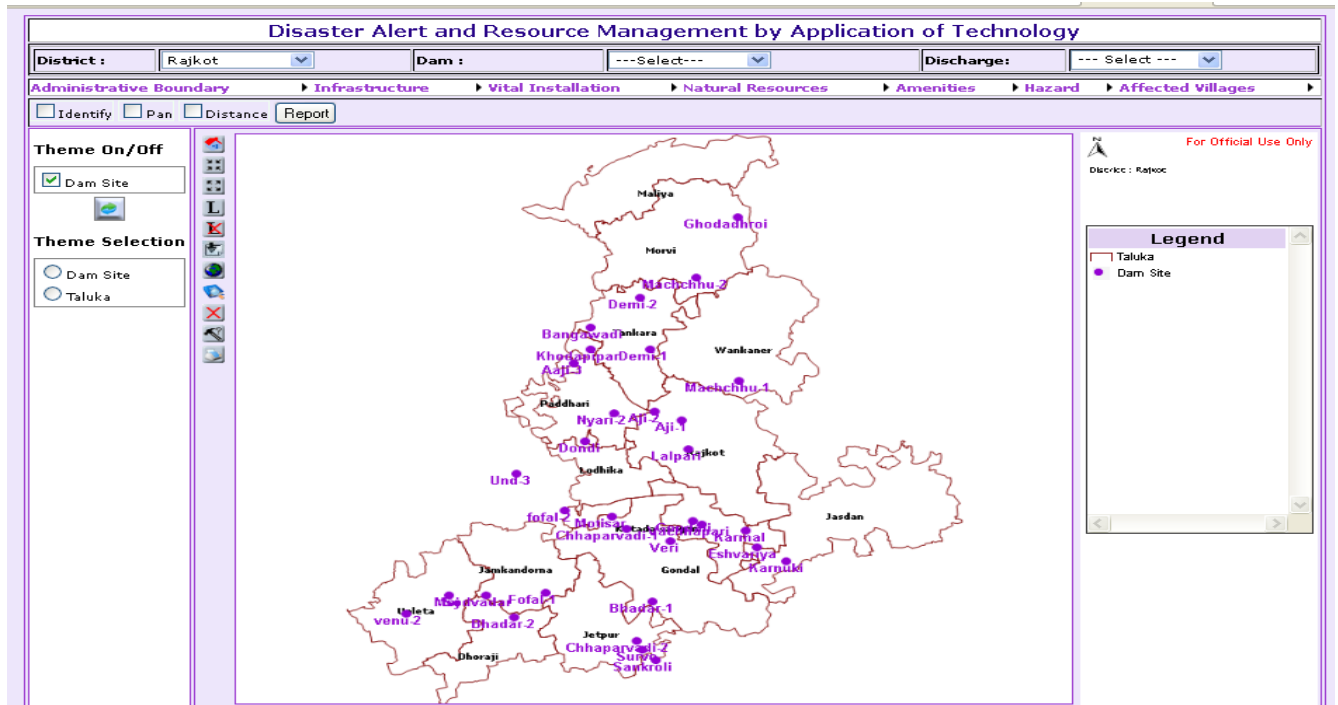 Disaster Alert and Resource Management by Application of Technology
District : Rajkot Dam : ---Select--- Discharge: --- Select ---
Administrative Boundary Infrastructure Vital Installation Natural Resources Amenities Hazard Affected Villages
Identify Pan Distance Report
Theme On/Off
Dam Site
Theme Selection
Dam Site
Taluka
L
Maliya
Ghodadhroi
Morvi
Machchhu-2
Demi-2
Bangawadi Tankara
Wankaner
Demi-1
Aaji-3
Machchhu-1
Paddhari
Nyari-2 Aji-2
Aji-1
Dondi
Lalpari Rajkot
Lodhika
Und-3
fofal-2 Motisar
Jasdan
Chhaparvadi-1
Karmal
Veri
Eshvariya
Karnuki
Jamkandorna
Gondal
Fofal-1
Upleta
Bhadar-1
venu-2
Bhadar-2
Jetpur
Chhaparvadi-2
Dhoraji
Survo
Sankroli
N
For Official Use Only
District : Rajkot
Legend
Taluka
Dam Site